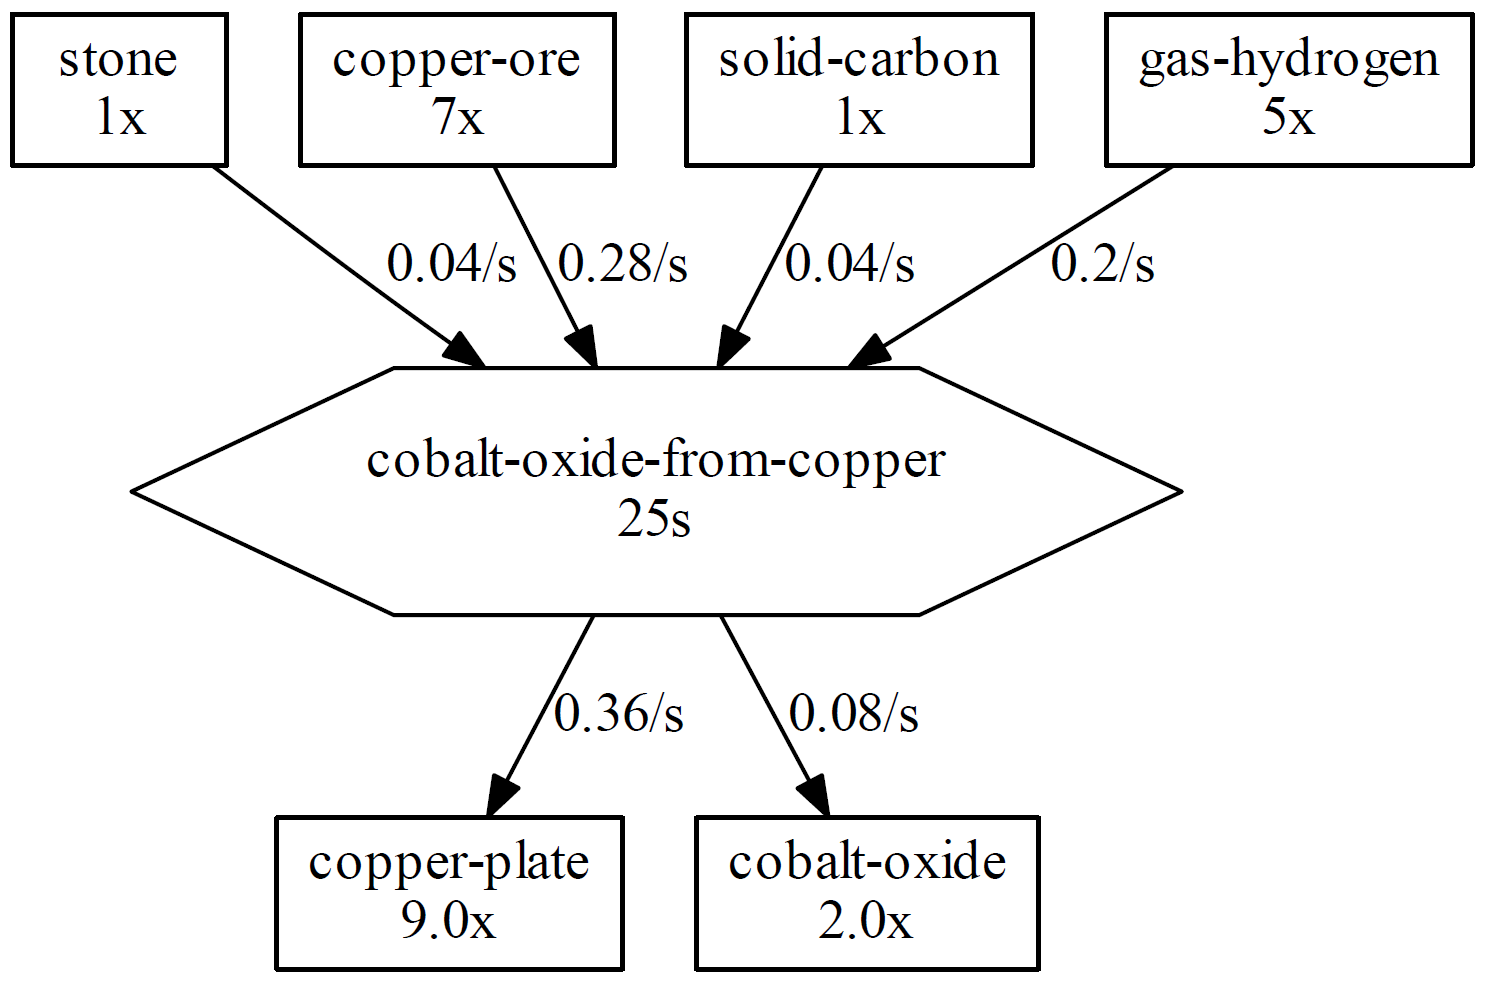 stone
1x
copper-ore
7x
solid-carbon
1x
gas-hydrogen
5x
0.04/s
0.28/s
0.04/s
0.2/s
cobalt-oxide-from-copper
25s
0.36/s
0.08/s
copper-plate
9.0x
cobalt-oxide
2.0x